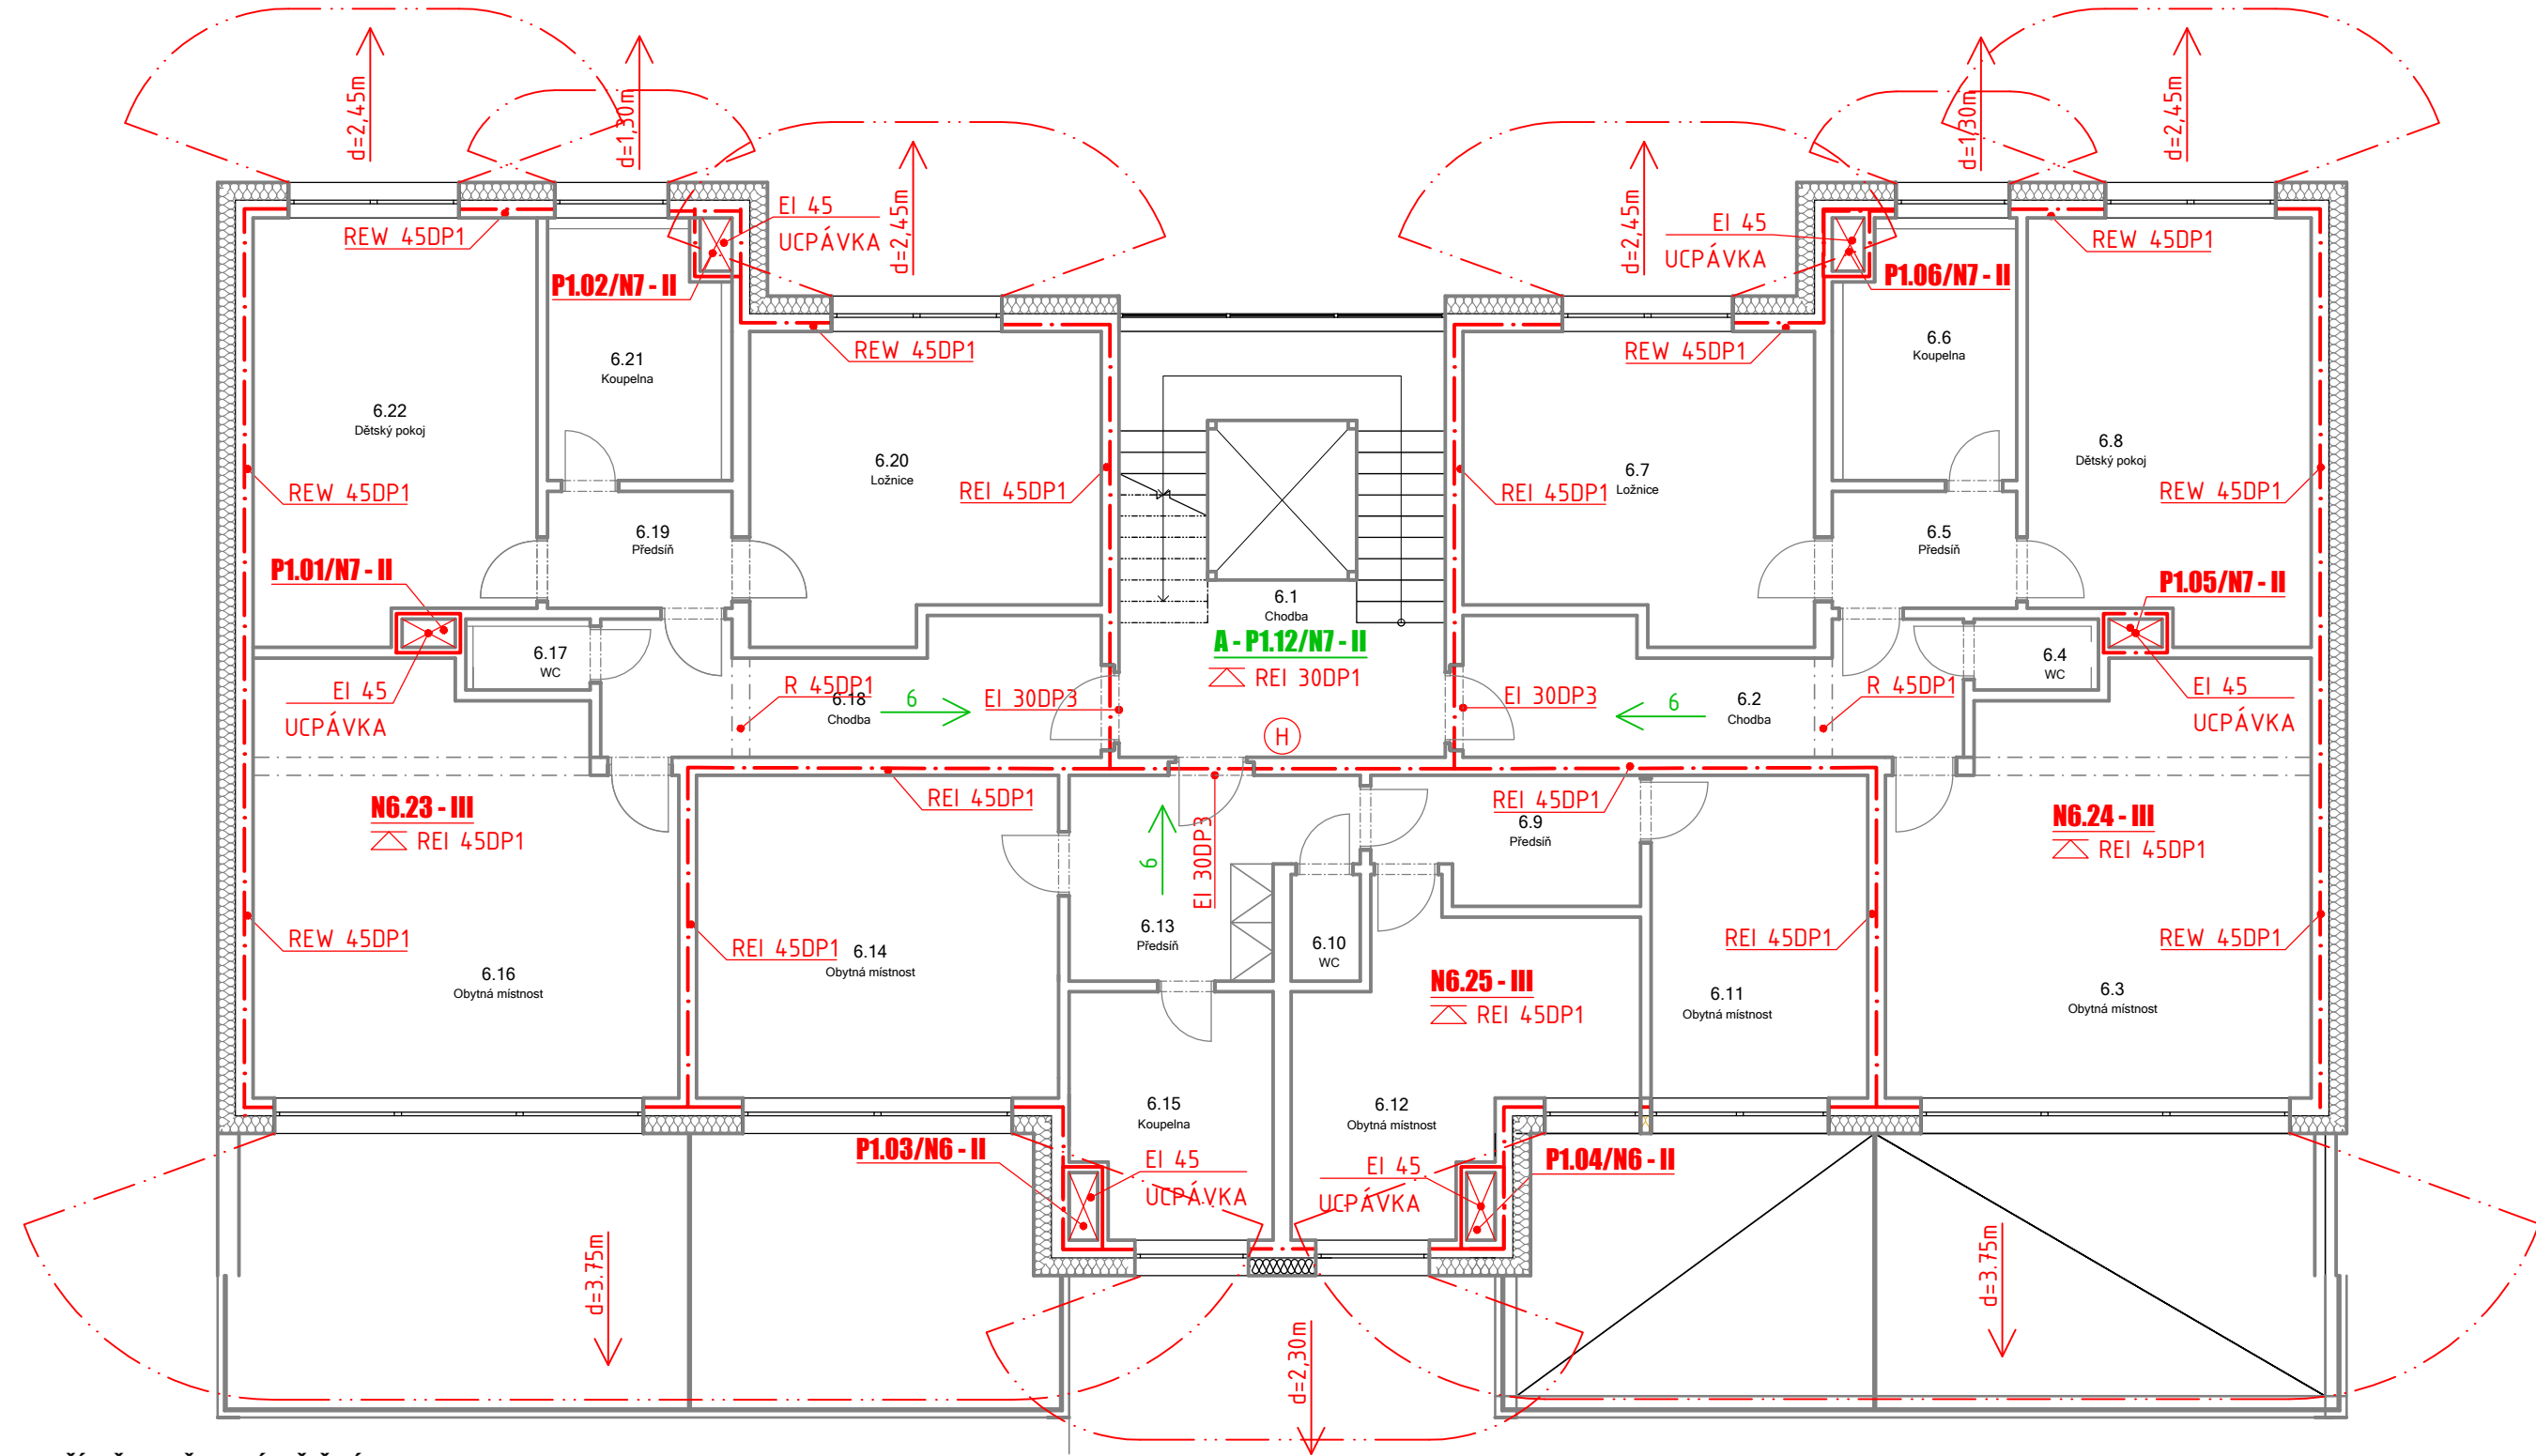 d=2,45m
d=1,30m
d=2,45m
d=2,45m
d=1,30m
d=2,45m
REW 45DP1
EI 45
UCPÁVKA
EI 45
UCPÁVKA
REW 45DP1
P1.02/N7 - II
P1.06/N7 - II
6.21
Koupelna
REW 45DP1
REW 45DP1
6.6
Koupelna
6.22
Dětský pokoj
6.20
Ložnice
6.7
Ložnice
6.8
Dětský pokoj
REW 45DP1
REI 45DP1
REI 45DP1
REW 45DP1
6.19
Předsíň
6.5
Předsíň
P1.01/N7 - II
6.1
Chodba
P1.05/N7 - II
A - P1.12/N7 - II
REI 30DP1
6.17
WC
6.4
WC
EI 45
UCPÁVKA
R 45DP1
6.18
Chodba
6
EI 30DP3
EI 30DP3
6
6.2
Chodba
R 45DP1
EI 45
UCPÁVKA
H
N6.23 - III
REI 45DP1
REI 45DP1
6
EI 30DP3
REI 45DP1
6.9
Předsíň
N6.24 - III
REI 45DP1
REW 45DP1
REI 45DP1
6.14
Obytná místnost
6.13
Předsíň
6.10
WC
REI 45DP1
REW 45DP1
6.16
Obytná místnost
N6.25 - III
REI 45DP1
6.11
Obytná místnost
6.3
Obytná místnost
6.15
Koupelna
6.12
Obytná místnost
P1.03/N6 - II
EI 45
UCPÁVKA
EI 45
UCPÁVKA
P1.04/N6 - II
d=3.75m
d=2,30m
d=3.75m